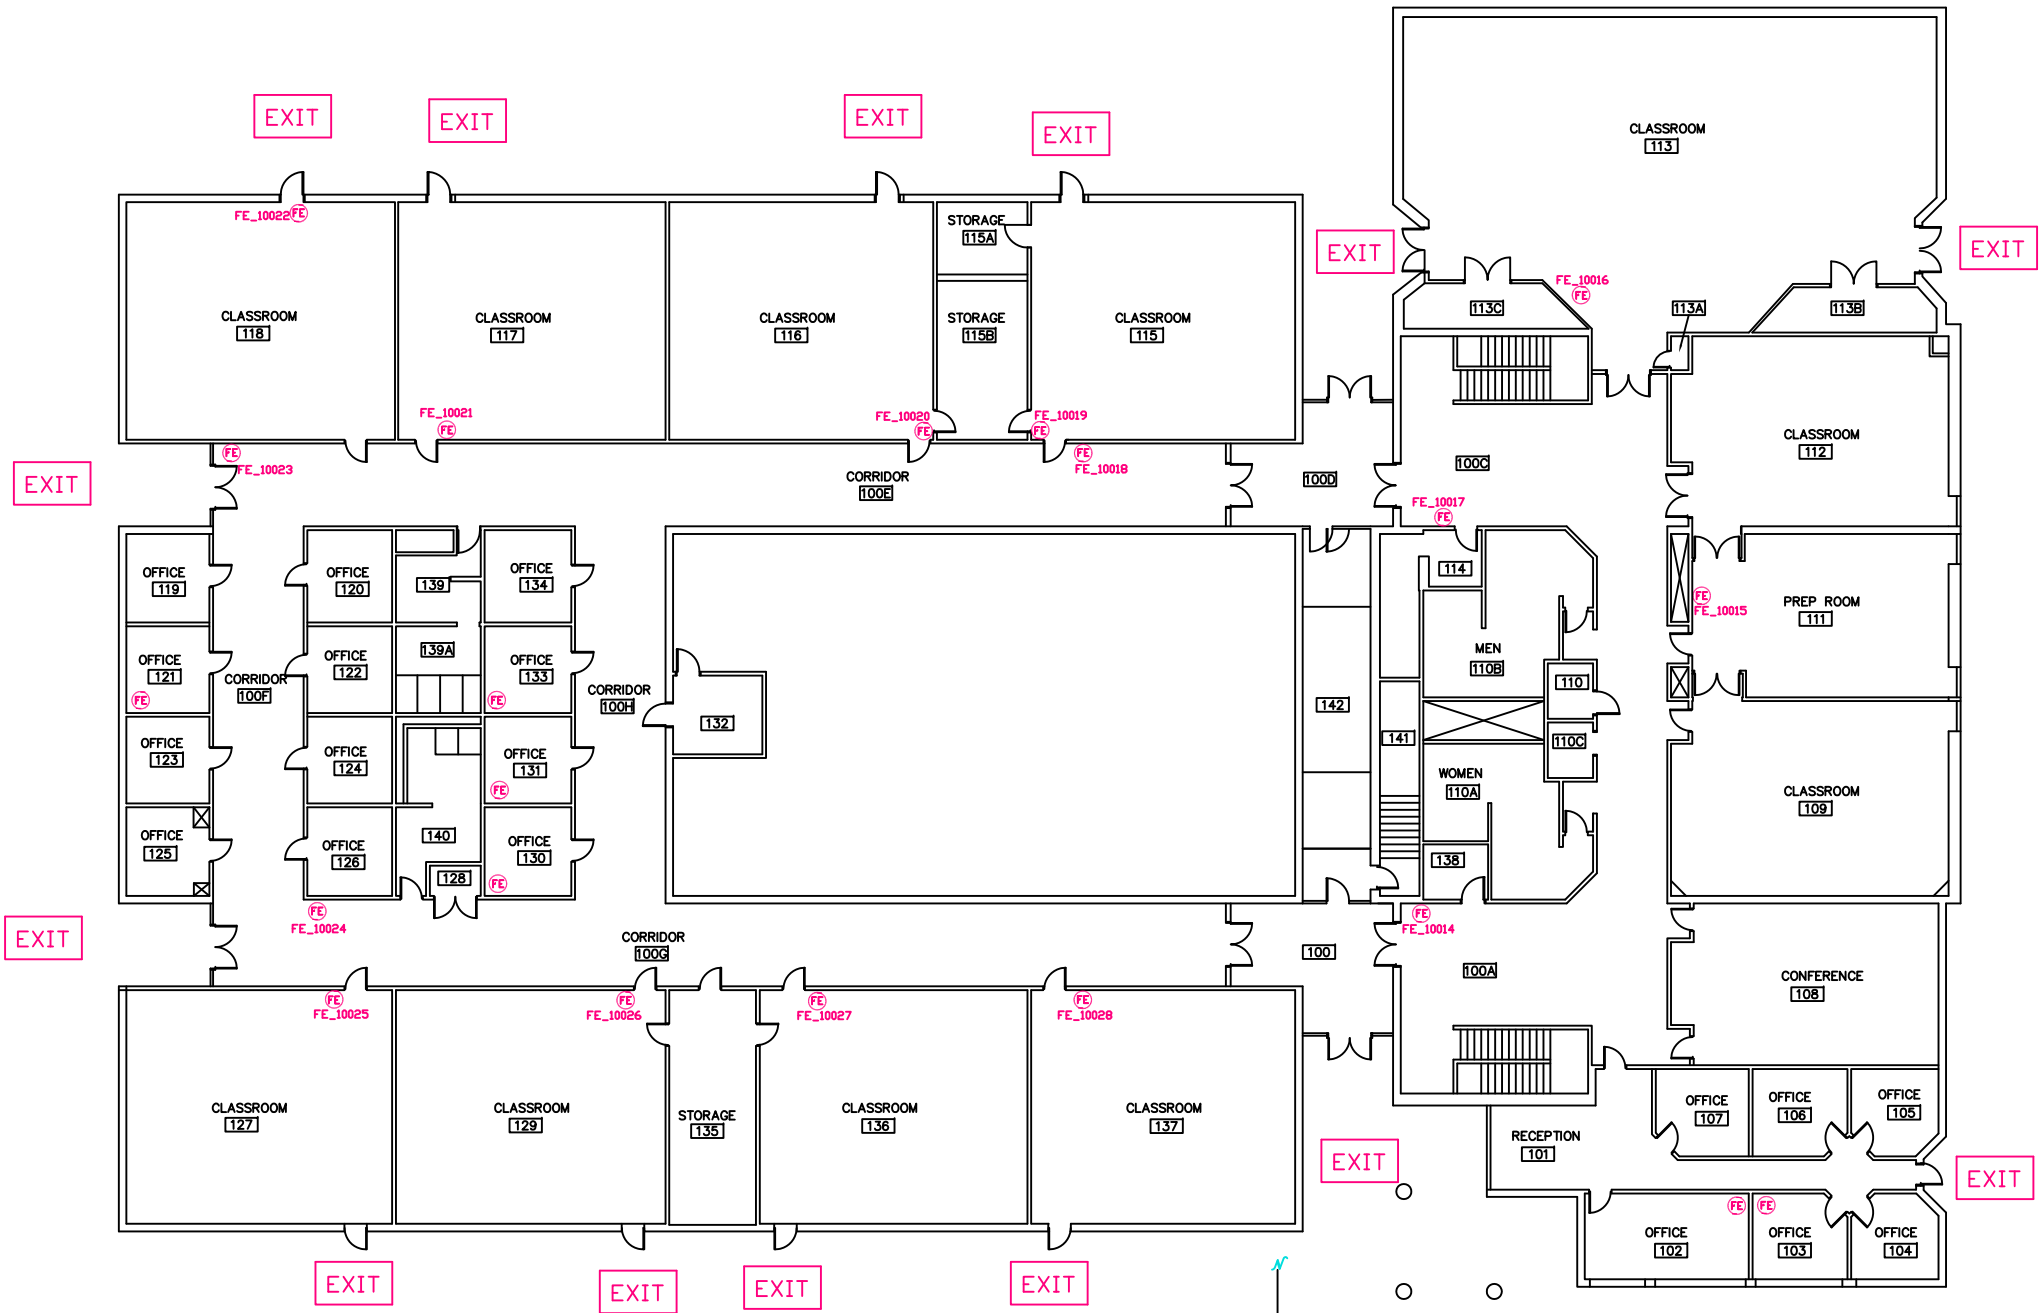 EXIT
EXIT
EXIT
EXIT
CLASSROOM
113
FE_10022 FE
STORAGE
115A
EXIT
EXIT
FE_10016
FE
113C
113A
113B
CLASSROOM
118
CLASSROOM
117
CLASSROOM
116
STORAGE
115B
CLASSROOM
115
FE_10021
FE
FE_10020
FE
FE_10019
FE
CLASSROOM
112
FE
FE_10023
EXIT
CORRIDOR
100E
FE
FE_10018
100D
100C
FE_10017
FE
OFFICE
119
OFFICE
120
139
OFFICE
134
114
FE
FE_10015
PREP ROOM
111
OFFICE
121
FE
CORRIDOR
100F
OFFICE
122
139A
OFFICE
133
FE
CORRIDOR
100H
132
142
MEN
110B
110
OFFICE
123
OFFICE
124
OFFICE
131
FE
141
110C
WOMEN
110A
CLASSROOM
109
OFFICE
125
OFFICE
126
140
OFFICE
130
128
FE
138
EXIT
FE
FE_10024
CORRIDOR
100G
100
FE
FE_10014
100A
CONFERENCE
108
FE
FE_10025
FE
FE_10026
FE
FE_10027
FE
FE_10028
CLASSROOM
127
CLASSROOM
129
STORAGE
135
CLASSROOM
136
CLASSROOM
137
OFFICE
107
OFFICE
106
OFFICE
105
RECEPTION
101
EXIT
EXIT
FE
FE
OFFICE
102
OFFICE
103
OFFICE
104
EXIT
EXIT
EXIT
EXIT
N